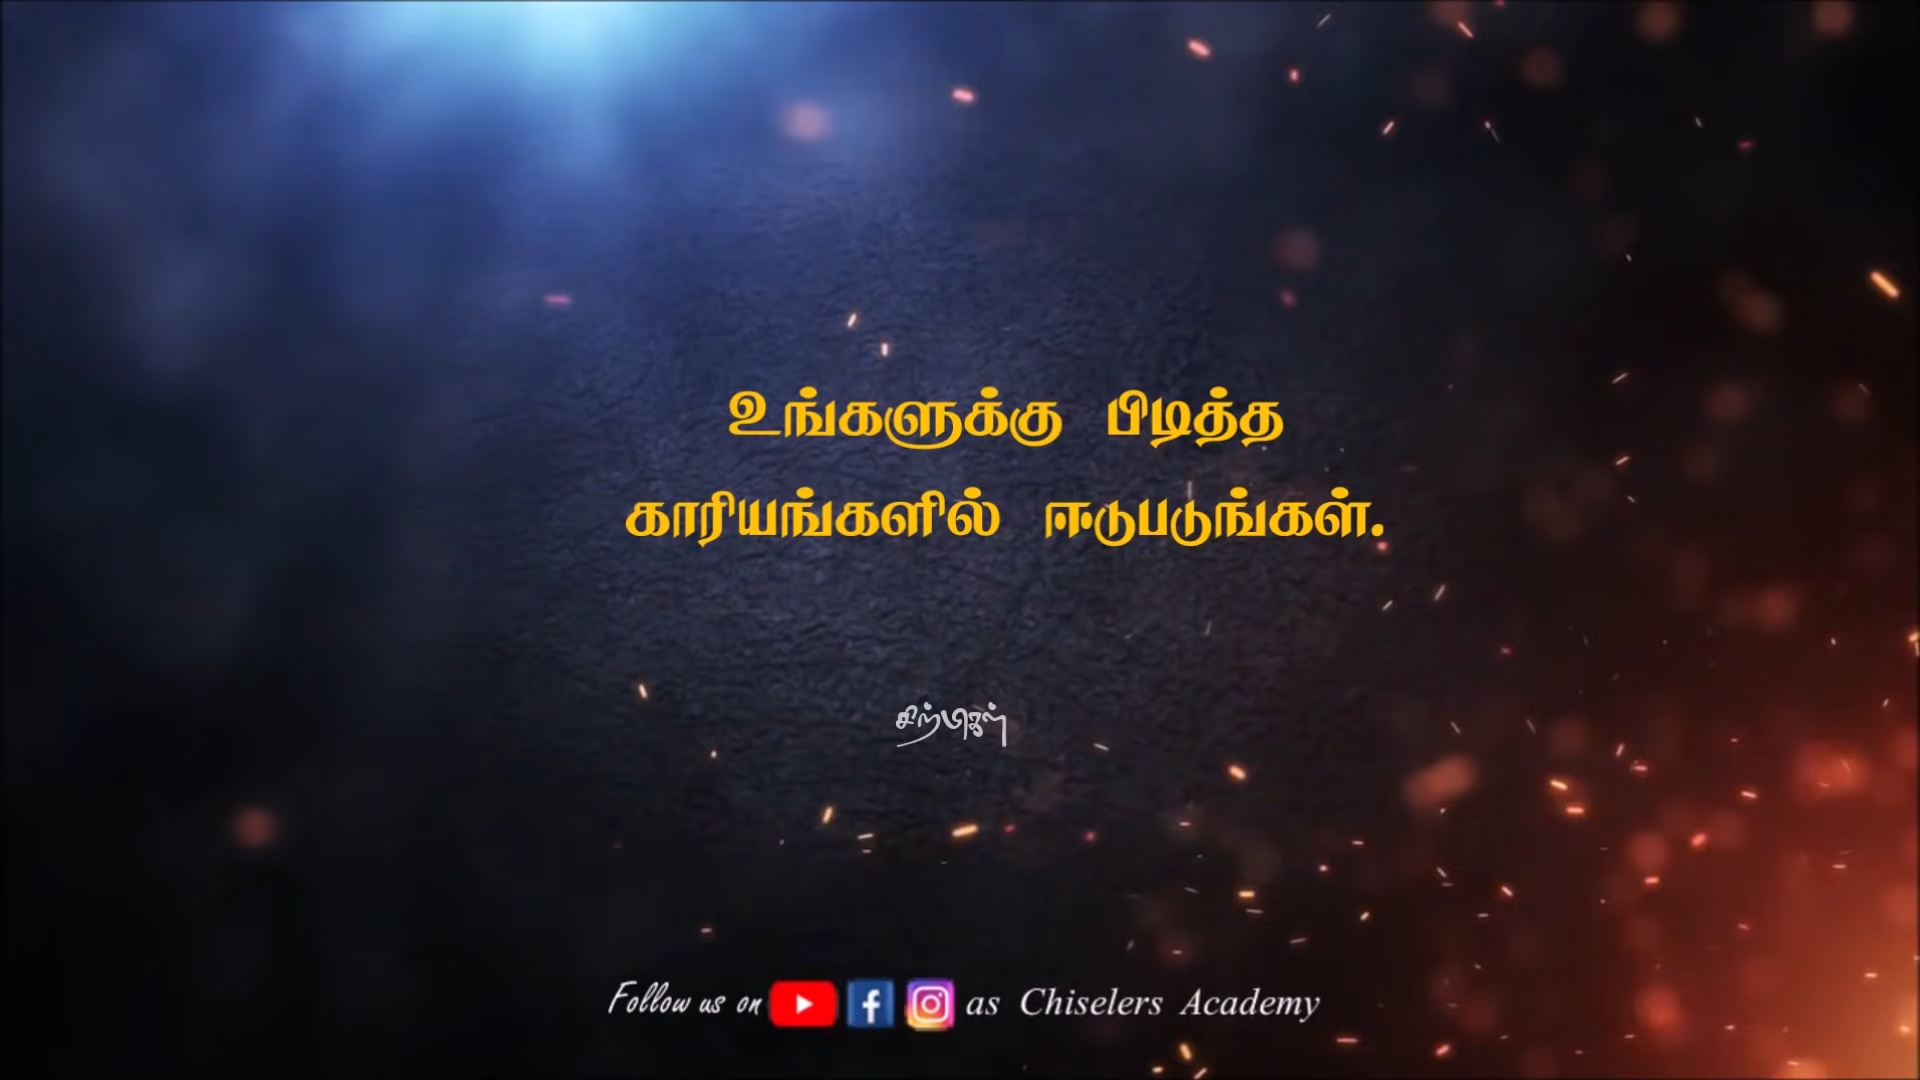 உங்களுக்கு பிடித்த
காரியங்களில் ஈடுபடுங்கள்.
சிற்பிகள்
Follow us on as Chiselers Academy